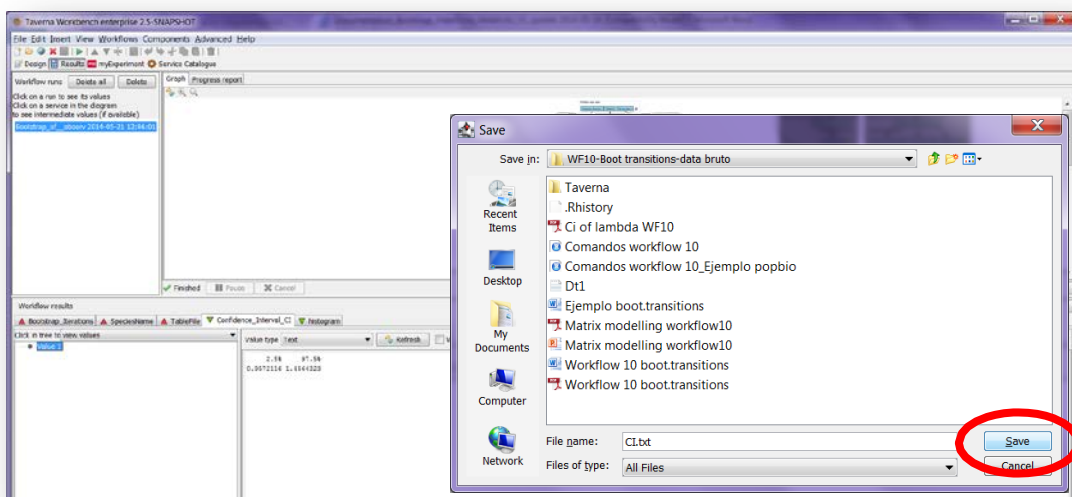 Taverna Workbench enterprise 2.5-SNAPSHOT
File Edit Insert View Workflows Components Advanced Help
Design Results myExperiment Service Catalogue
Workflow runs Delete all Delete
Graph Progress report
Click on a run to see its values
Click on a service in the diagram
to see intermediate values (if available)
Finished Pause Cancel
Workflow results
Bootstrap_Iterations SpeciesName TableFile Confidence_Interval_CI histogram
Click in tree to view values
Value type Text Refresh
Value 1
2.5% 97.5%
Save
Save in: WF10-Boot transitions-data bruto
Recent Items
Desktop
My Documents
Computer
Network
Taverna
.Rhistory
Ci of lambda WF10
Comandos workflow 10
Comandos workflow 10_Ejemplo popbio
Dt1
Ejemplo boot.transitions
Matrix modelling workflow10
Matrix modelling workflow10
Workflow 10 boot.transitions
Workflow 10 boot.transitions
File name: CI.txt Save
Files of type: All Files Cancel